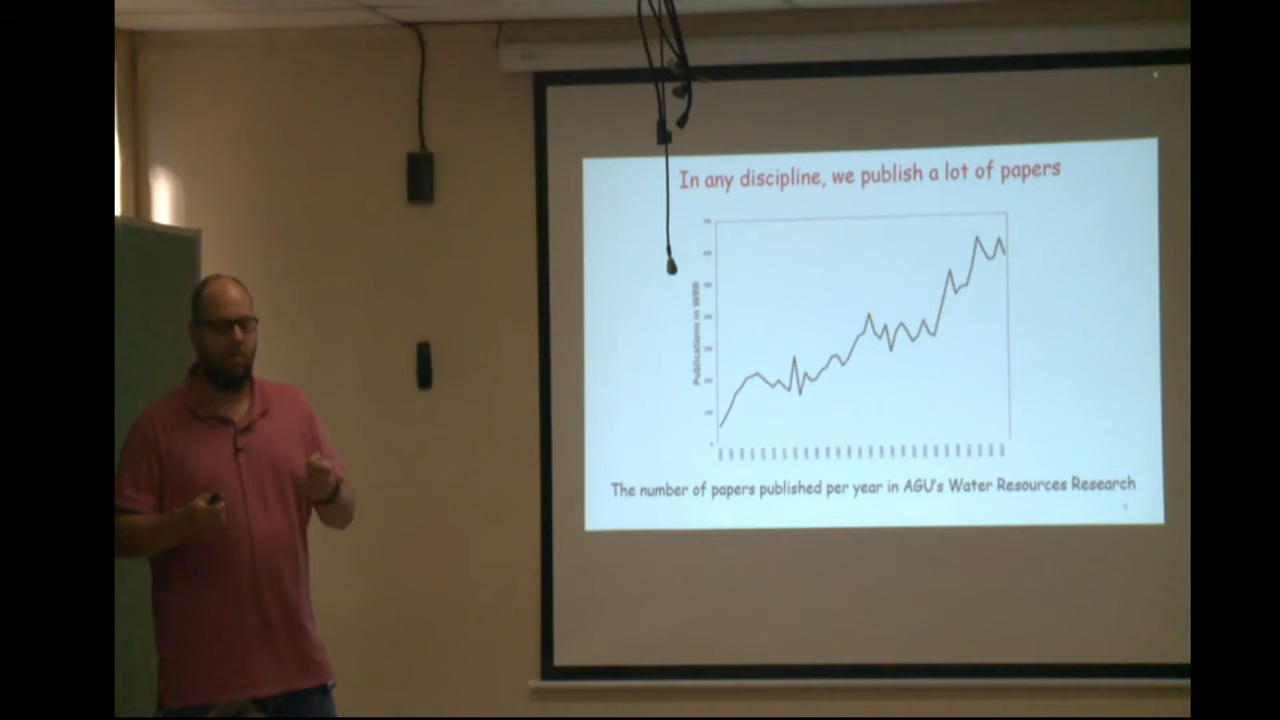 In any discipline, we publish a lot of papers
Publications in WRR
The number of papers published per year in AGU's Water Resources Research